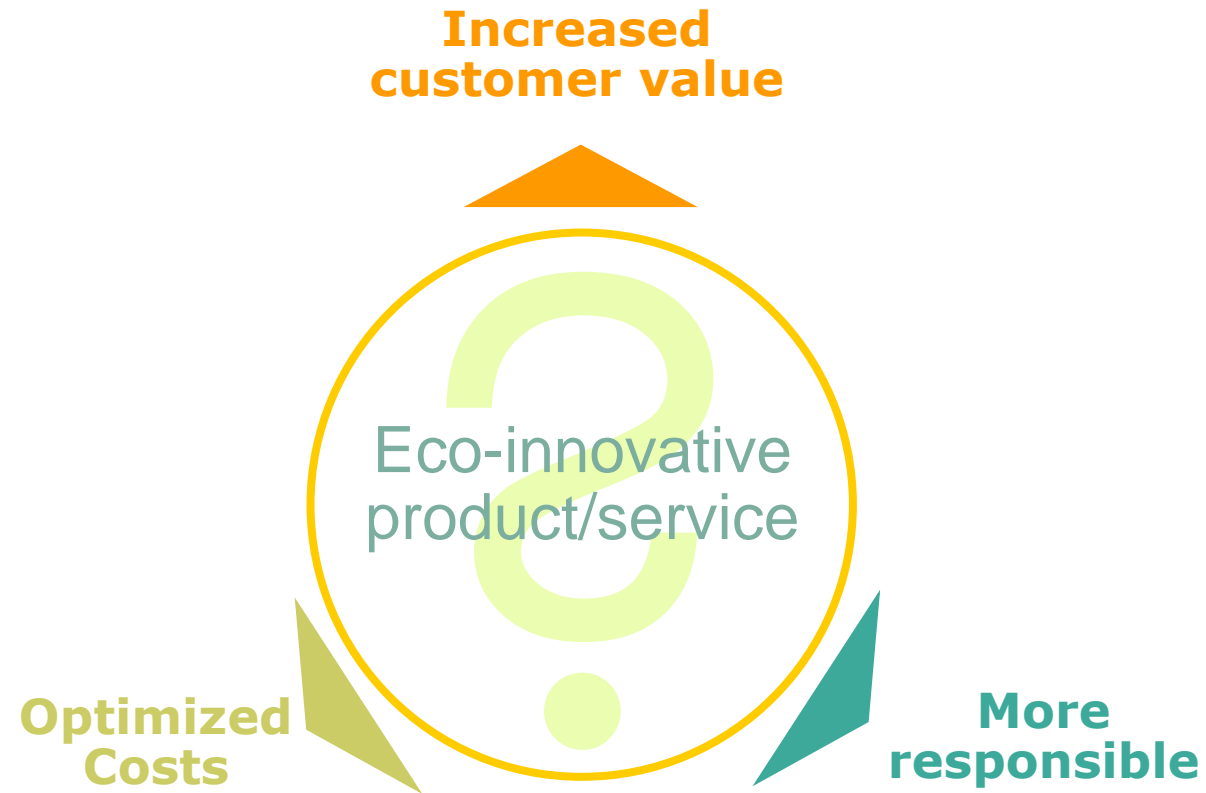 Increased
customer value
?
Eco-innovative
product/service
Optimized
Costs
More
responsible